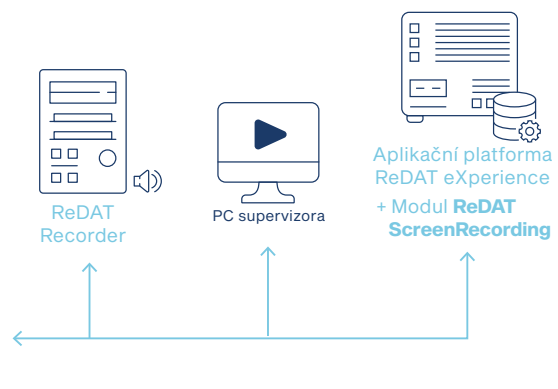 ReDAT
Recorder
PC supervizora
Aplikační platforma
ReDAT eXperience
+ Modul ReDAT
ScreenRecording